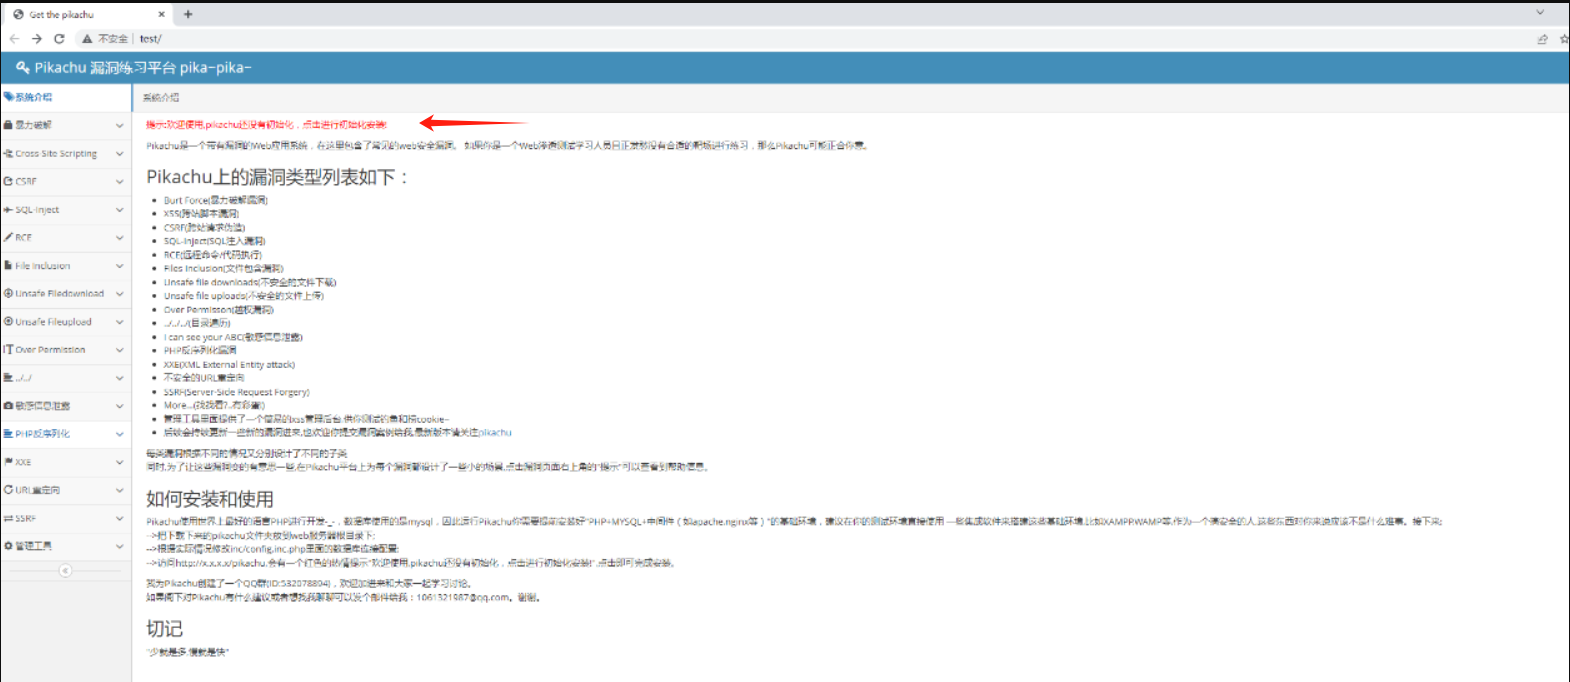 Get the pikachu
不安全 test/
Pikachu 漏洞练习平台 pika~pika~
系统介绍
暴力破解
Cross-Site Scripting
CSRF
SQL-Inject
RCE
File Inclusion
Unsafe Filedownload
Unsafe Fileupload
Over Permission
../../
敏感信息泄露
PHP反序列化
XXE
URL重定向
SSRF
管理工具
系统介绍
提示:欢迎使用,pikachu还没有初始化，点击进行初始化安装!
Pikachu是一个带有漏洞的Web应用系统，在这里包含了常见的web安全漏洞。 如果你是一个Web渗透测试学习人员且正发愁没有合适的靶场进行练习，那么Pikachu可能正合你意。
Pikachu上的漏洞类型列表如下：
Burt Force(暴力破解漏洞)
XSS(跨站脚本漏洞)
CSRF(跨站请求伪造)
SQL-Inject(SQL注入漏洞)
RCE(远程命令/代码执行)
Files Inclusion(文件包含漏洞)
Unsafe file downloads(不安全的文件下载)
Unsafe file uploads(不安全的文件上传)
Over Permisson(越权漏洞)
../../../(目录遍历)
I can see your ABC(敏感信息泄露)
PHP反序列化漏洞
XXE(XML External Entity attack)
不安全的URL重定向
SSRF(Server-Side Request Forgery)
More...(找找看?..有彩蛋!)
管理工具里面提供了一个简易的xss管理后台,供你测试钓鱼和捞cookie~
后续会持续更新一些新的漏洞进来,也欢迎你提交漏洞案例给我,最新版本请关注pikachu
每类漏洞根据不同的情况又分别设计了不同的子类
同时,为了让这些漏洞变的有意思一些,在Pikachu平台上为每个漏洞都设计了一些小的场景,点击漏洞页面右上角的"提示"可以查看到帮助信息。
如何安装和使用
Pikachu使用世界上最好的语言PHP进行开发-_-，数据库使用的是mysql，因此运行Pikachu你需要提前安装好"PHP+MYSQL+中间件（如apache,nginx等）"的基础环境，建议在你的测试环境直接使用 一些集成软件来搭建这些基础环境,比如XAMPP,WAMP等,作为一个搞安全的人,这些东西对你来说应该不是什么难事。接下来:
-->把下载下来的pikachu文件夹放到web服务器根目录下;
-->根据实际情况修改inc/config.inc.php里面的数据库连接配置;
-->访问http://x.x.x.x/pikachu,会有一个红色的热情提示"欢迎使用,pikachu还没有初始化，点击进行初始化安装!",点击即可完成安装。
我为Pikachu创建了一个QQ群(ID:532078894)，欢迎加进来和大家一起学习讨论。
如果阁下对Pikachu有什么建议或者想找我聊聊可以发个邮件给我：1061321987@qq.com。谢谢。
切记
"少就是多,慢就是快"